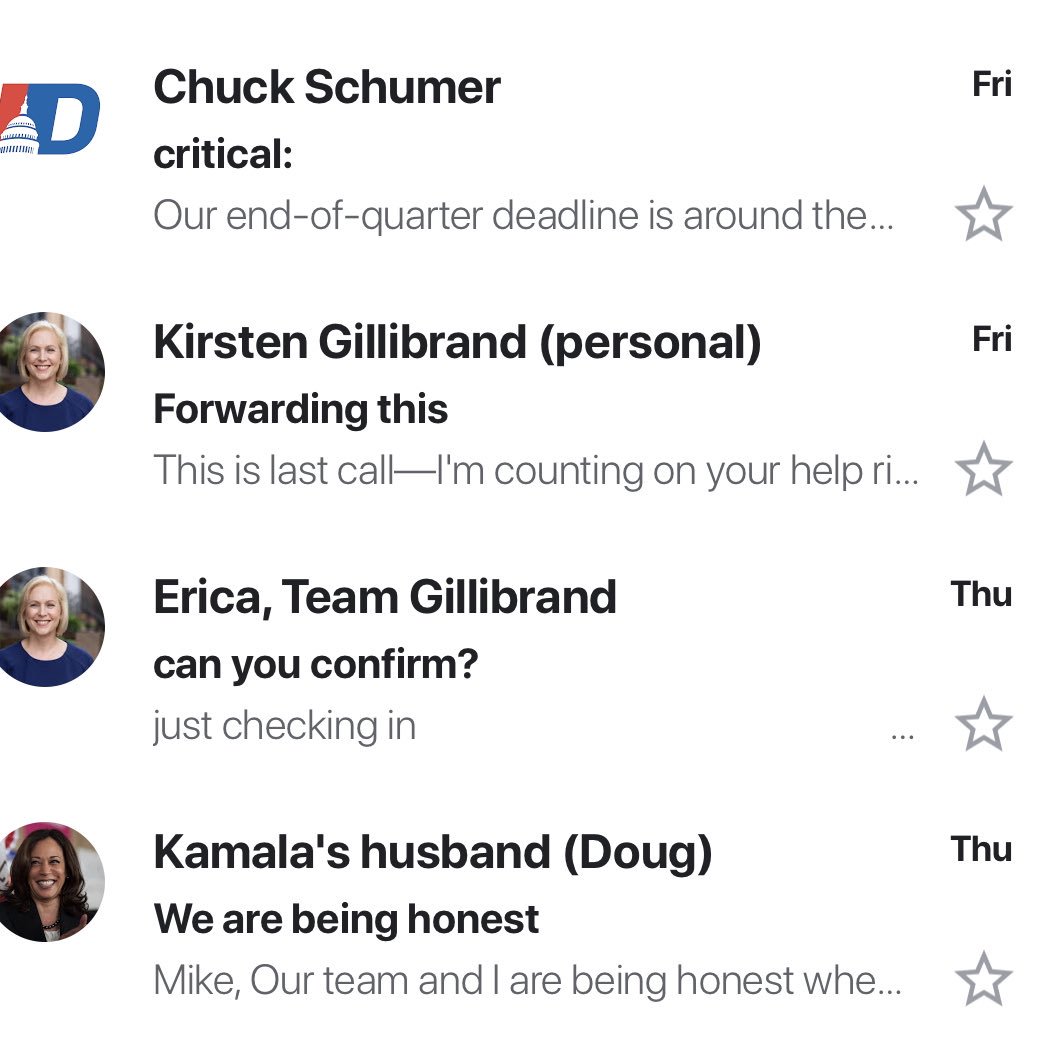 D
Chuck Schumer
Fri
critical:
Our end-of-quarter deadline is around the...
Kirsten Gillibrand (personal)
Fri
Forwarding this
This is last call—I'm counting on your help ri...
Erica, Team Gillibrand
Thu
can you confirm?
just checking in ...
Kamala's husband (Doug)
Thu
We are being honest
Mike, Our team and I are being honest whe...